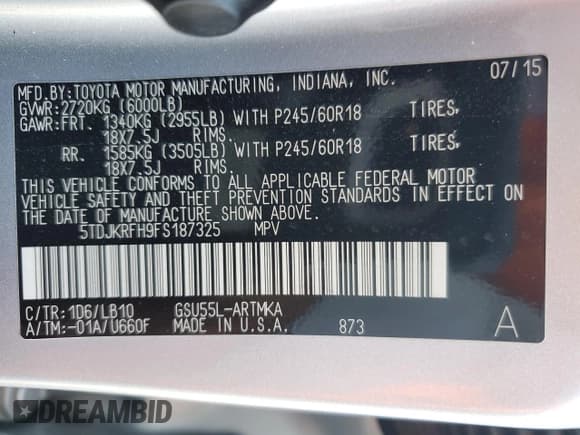 MFD.BY:TOYOTA MOTOR MANUFACTURING, INDIANA, INC. 07/15
GVWR:2720KG (6000LB)
GAWR:FRT. 1340KG (2955LB) WITH P245/60R18 TIRES,
18X7.5J RIMS.
RR. 1585KG (3505LB) WITH P245/60R18 TIRES,
18X7.5J RIMS.
THIS VEHICLE CONFORMS TO ALL APPLICABLE FEDERAL MOTOR
VEHICLE SAFETY AND THEFT PREVENTION STANDARDS IN EFFECT ON
THE DATE OF MANUFACTURE SHOWN ABOVE.
5TDJKRFH9FS187325 MPV
C/TR:1D6/LB10 GSU55L-ARTMKA
A/TM:-01A/U660F MADE IN U.S.A. 873 A
DREAMBID